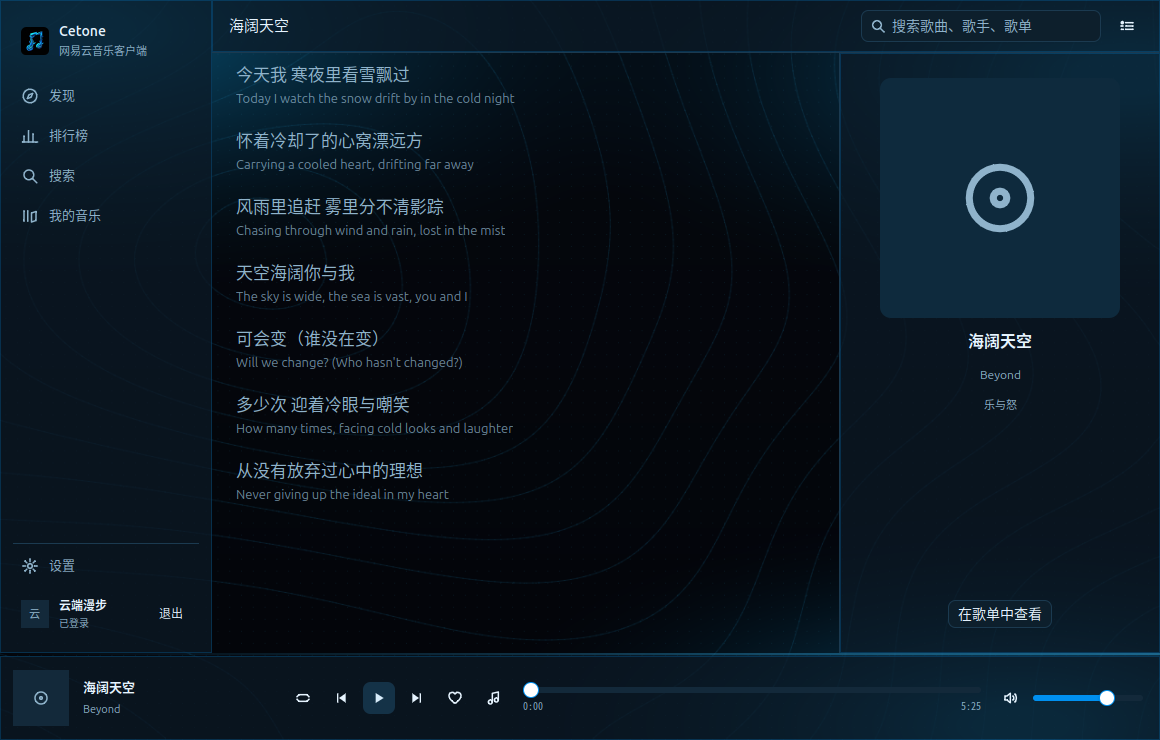 Cetone
网易云音乐客户端
发现
排行榜
搜索
我的音乐
设置
云
云端漫步
已登录
退出
海阔天空
搜索歌曲、歌手、歌单
今天我 寒夜里看雪飘过
Today I watch the snow drift by in the cold night
怀着冷却了的心窝漂远方
Carrying a cooled heart, drifting far away
风雨里追赶 雾里分不清影踪
Chasing through wind and rain, lost in the mist
天空海阔你与我
The sky is wide, the sea is vast, you and I
可会变（谁没在变）
Will we change? (Who hasn't changed?)
多少次 迎着冷眼与嘲笑
How many times, facing cold looks and laughter
从没有放弃过心中的理想
Never giving up the ideal in my heart
海阔天空
Beyond
乐与怒
在歌单中查看
海阔天空
Beyond
0:00
5:25